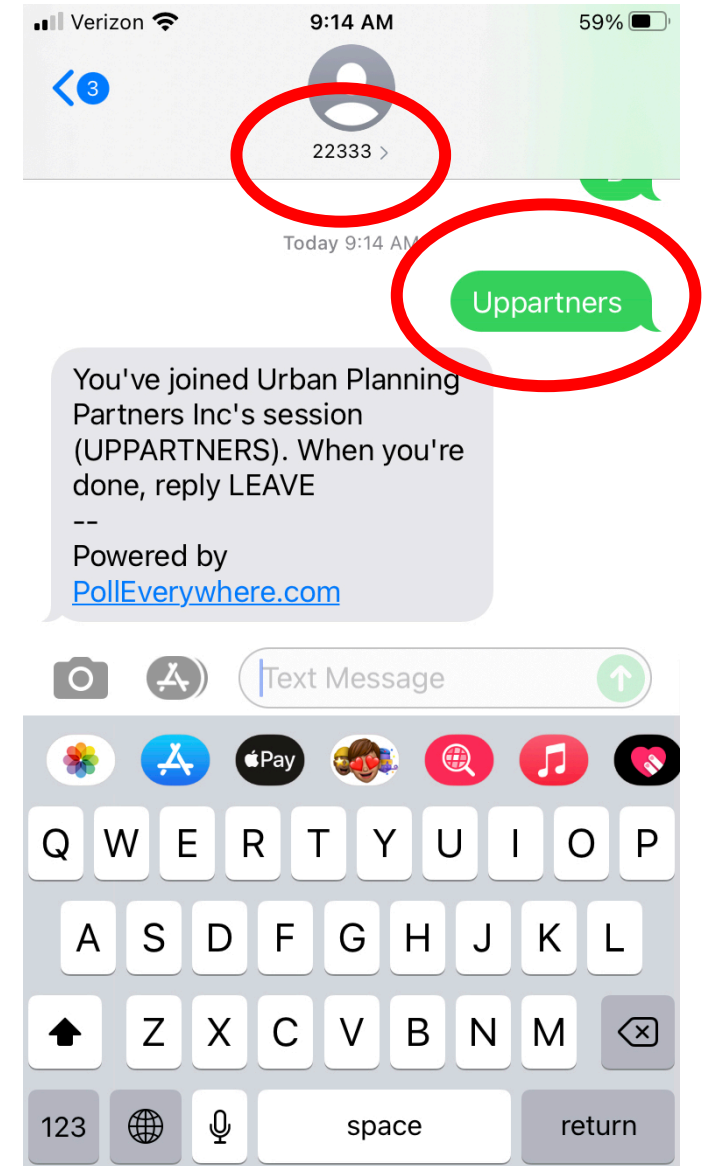 Verizon 9:14 AM 59%
3
22333 >
Today 9:14 AM
Uppartners
You've joined Urban Planning
Partners Inc's session
(UPPARTNERS). When you're
done, reply LEAVE
--
Powered by
PollEverywhere.com
Text Message
Pay
Q W E R T Y U I O P
A S D F G H J K L
Z X C V B N M
123 space return